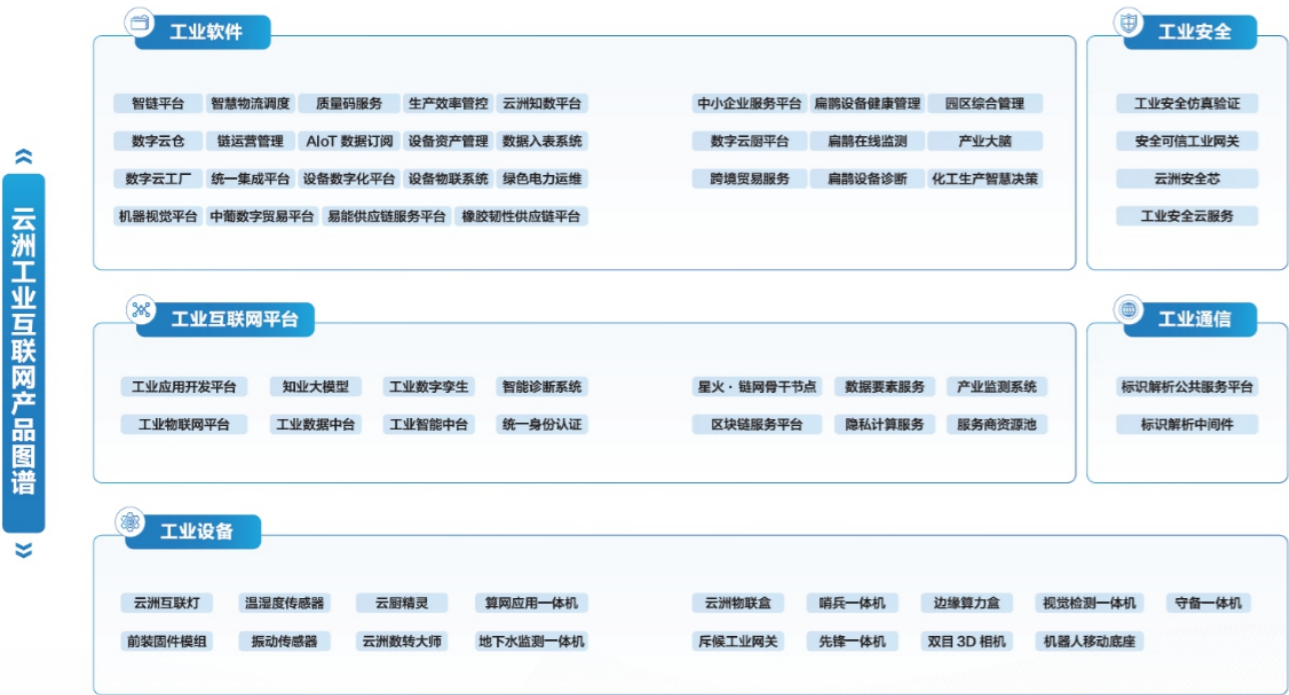 云洲工业互联网产品图谱
工业软件
智链平台 智慧物流调度 质量码服务 生产效率管控 云洲知数平台 中小企业服务平台 扁鹊设备健康管理 园区综合管理
数字云仓 链运营管理 AIoT 数据订阅 设备资产管理 数据入表系统 数字云厨平台 扁鹊在线监测 产业大脑
数字云工厂 统一集成平台 设备数字化平台 设备物联系统 绿色电力运维 跨境贸易服务 扁鹊设备诊断 化工生产智慧决策
机器视觉平台 中葡数字贸易平台 易能供应链服务平台 橡胶韧性供应链平台
工业安全
工业安全仿真验证
安全可信工业网关
云洲安全芯
工业安全云服务
工业互联网平台
工业应用开发平台 知业大模型 工业数字孪生 智能诊断系统 星火·链网骨干节点 数据要素服务 产业监测系统
工业物联网平台 工业数据中台 工业智能中台 统一身份认证 区块链服务平台 隐私计算服务 服务商资源池
工业通信
标识解析公共服务平台
标识解析中间件
工业设备
云洲互联灯 温湿度传感器 云厨精灵 算网应用一体机 云洲物联盒 哨兵一体机 边缘算力盒 视觉检测一体机 守备一体机
前装固件模组 振动传感器 云洲数转大师 地下水监测一体机 斥候工业网关 先锋一体机 双目 3D 相机 机器人移动底座